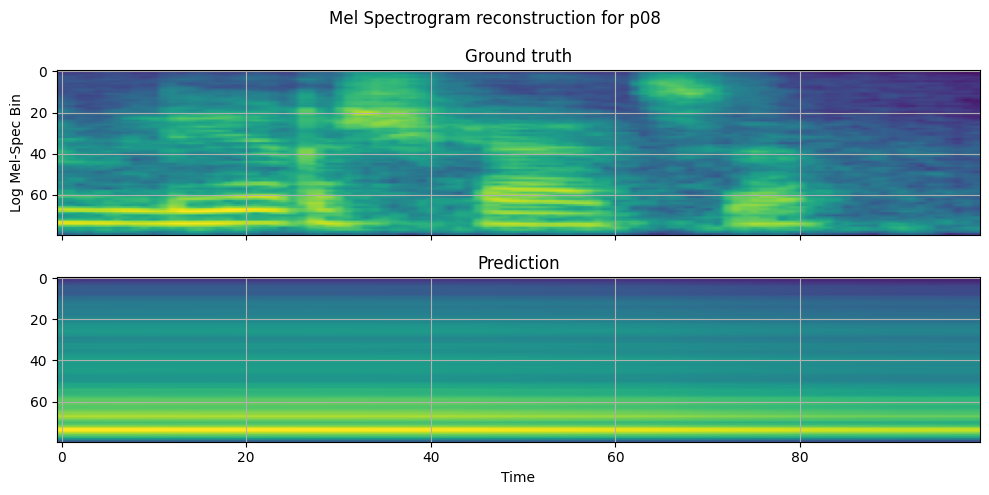 Mel Spectrogram reconstruction for p08
Ground truth
Log Mel-Spec Bin
0
20
40
60
Prediction
0
20
40
60
0 20 40 60 80
Time